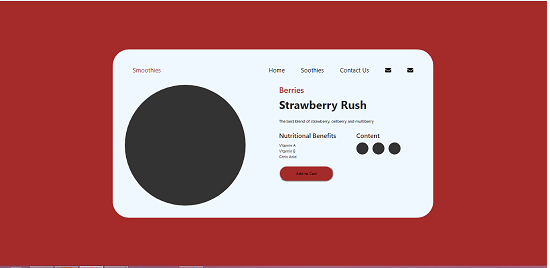 Smoothies
Home Soothies Contact Us
Berries
Strawberry Rush
The best blend of strawberry, cranberry and mulberry
Nutritional Benefits Content
Vitamin A
Vitamin B
Citric Acid
Add to Cart